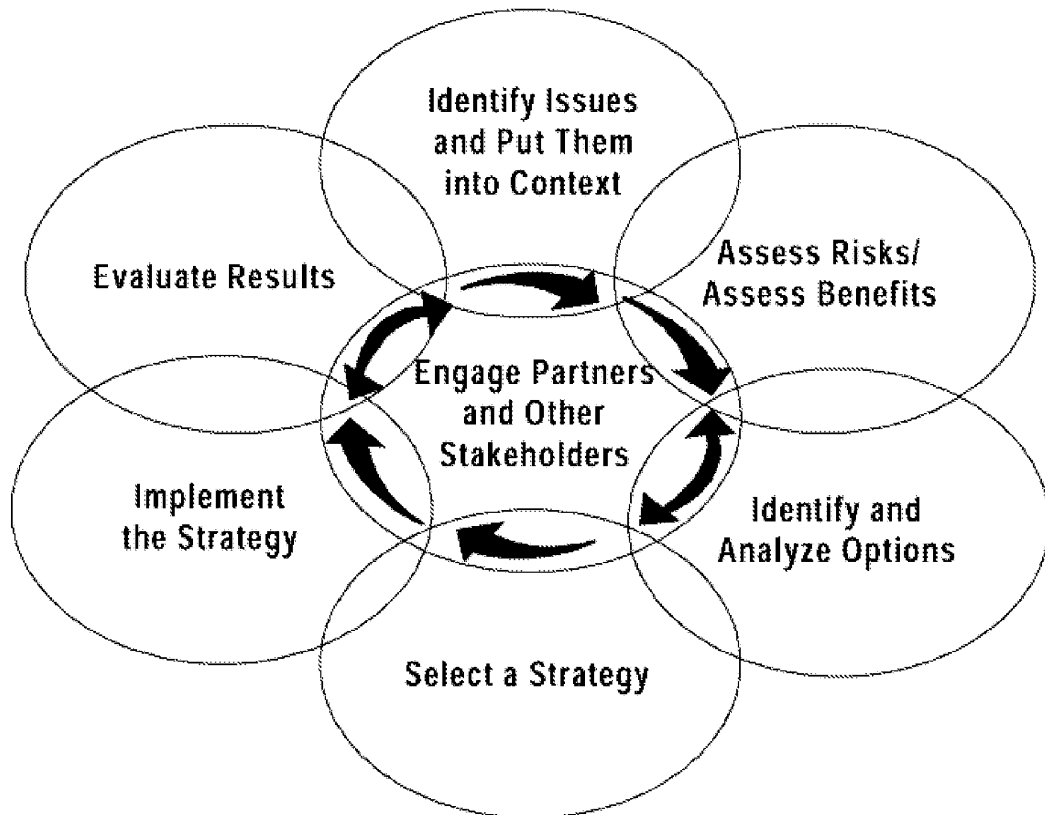 Identify Issues
and Put Them
into Context
Assess Risks/
Assess Benefits
Evaluate Results
Engage Partners
and Other
Stakeholders
Identify and
Analyze Options
Implement
the Strategy
Select a Strategy